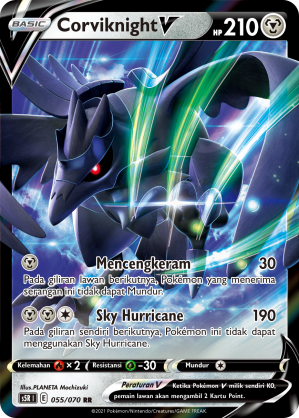 BASIC Corviknight V HP 210
Mencengkeram 30
Pada giliran lawan berikutnya, Pokémon yang menerima
serangan ini tidak dapat Mundur.
Sky Hurricane 190
Pada giliran sendiri berikutnya, Pokémon ini tidak dapat
menggunakan Sky Hurricane.
Kelemahan × 2 Resistansi -30 Mundur
Illus. PLANETA Mochizuki
Peraturan V Ketika Pokémon V milik sendiri KO,
pemain lawan akan mengambil 2 Kartu Point.
s5R I E 055/070 RR
©2021 Pokémon/Nintendo/Creatures/GAME FREAK.